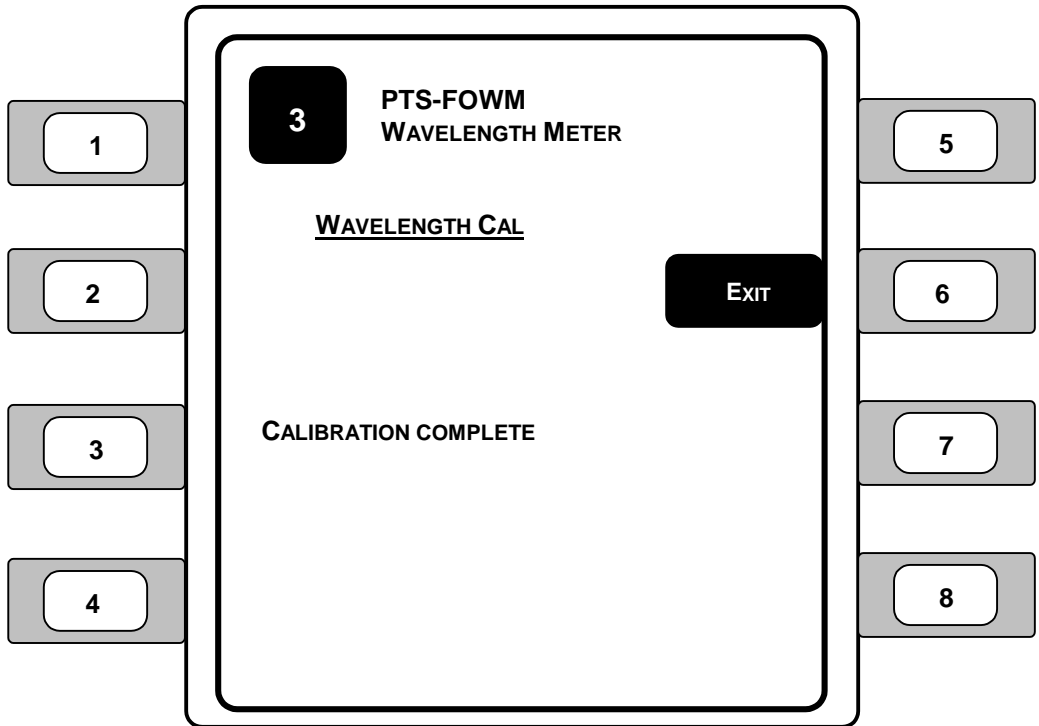 3
PTS-FOWM
WAVELENGTH METER
1
5
WAVELENGTH CAL
2
EXIT
6
3
CALIBRATION COMPLETE
7
4
8